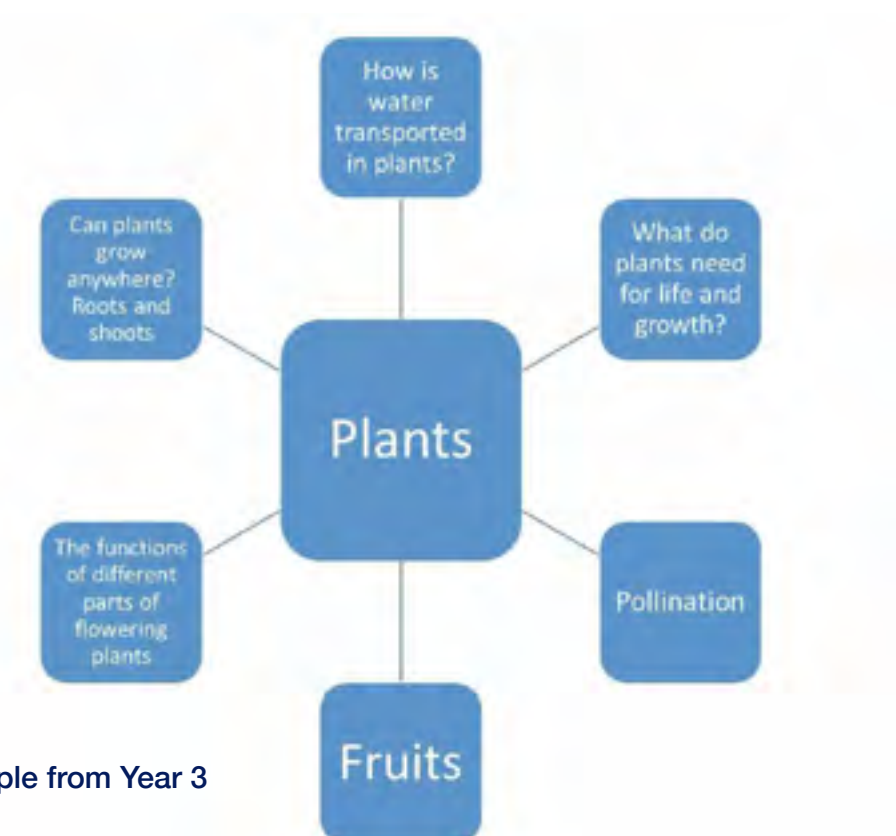 How is
water
transported
in plants?
Can plants
grow
anywhere?
Roots and
shoots
What do
plants need
for life and
growth?
Plants
The functions
of different
parts of
flowering
plants
Pollination
Fruits
ple from Year 3